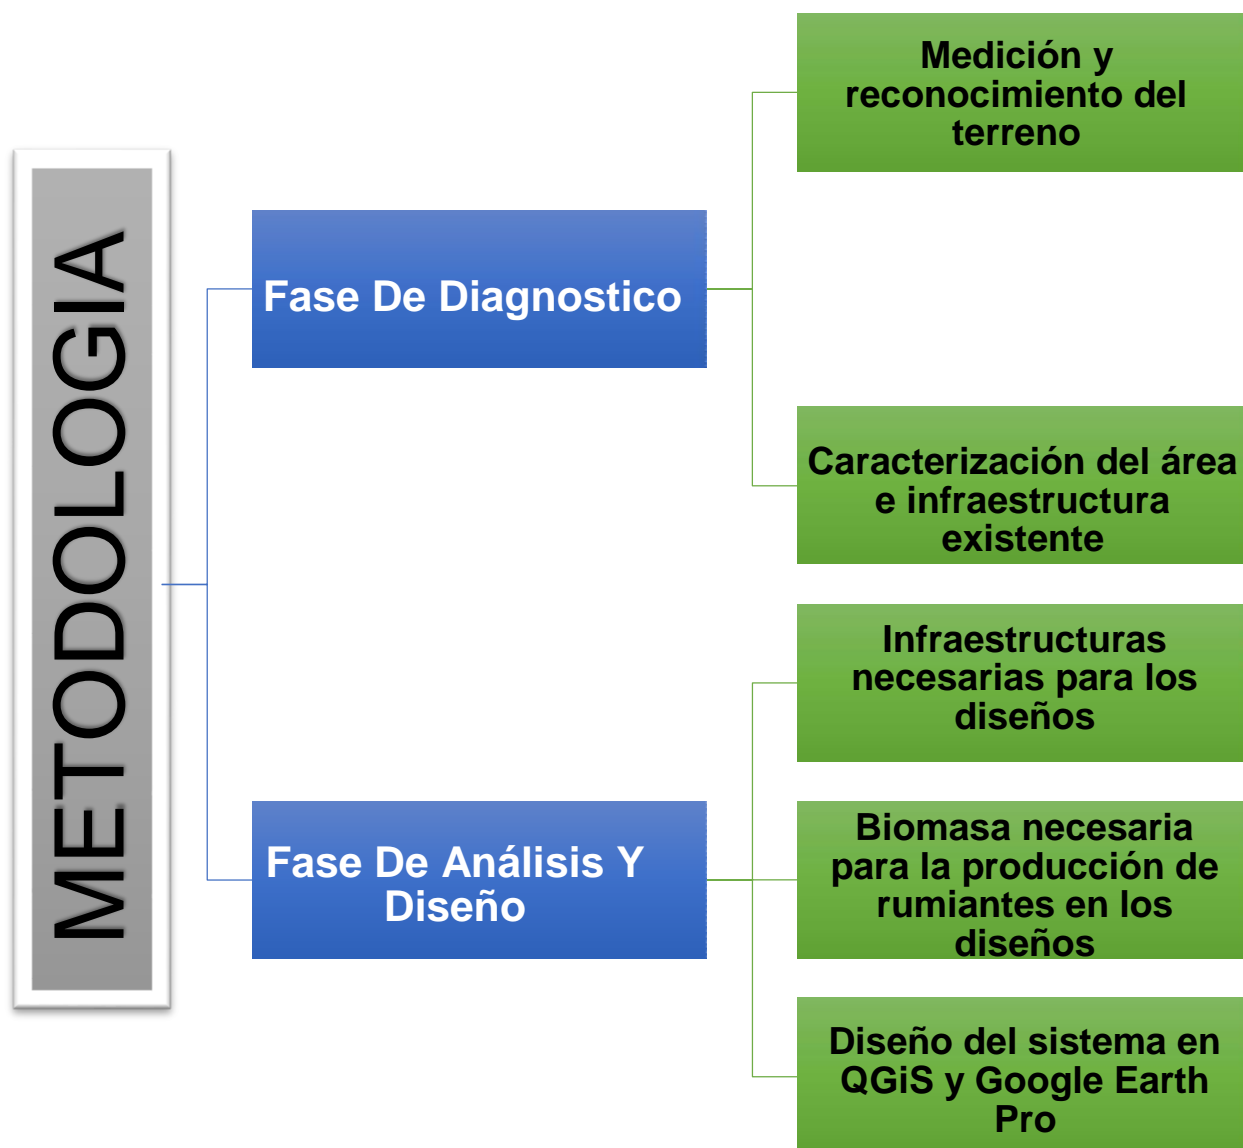 METODOLOGIA
Fase De Diagnostico
Medición y
reconocimiento del
terreno
Caracterización del área
e infraestructura
existente
Fase De Análisis Y
Diseño
Infraestructuras
necesarias para los
diseños
Biomasa necesaria
para la producción de
rumiantes en los
diseños
Diseño del sistema en
QGiS y Google Earth
Pro